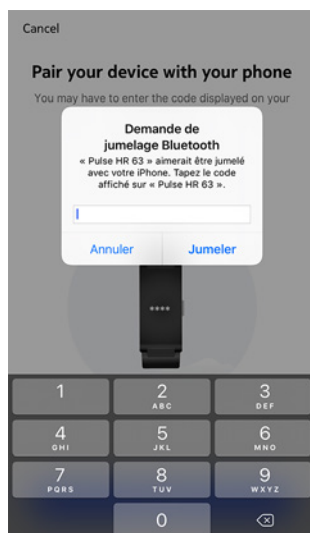 Cancel
Pair your device with your phone
You may have to enter the code displayed on your
Demande de
jumelage Bluetooth
« Pulse HR 63 » aimerait être jumelé
avec votre iPhone. Tapez le code
affiché sur « Pulse HR 63 ».
Annuler Jumeler
****
1 2 3
ABC DEF
4 5 6
GHI JKL MNO
7 8 9
PQRS TUV WXYZ
0